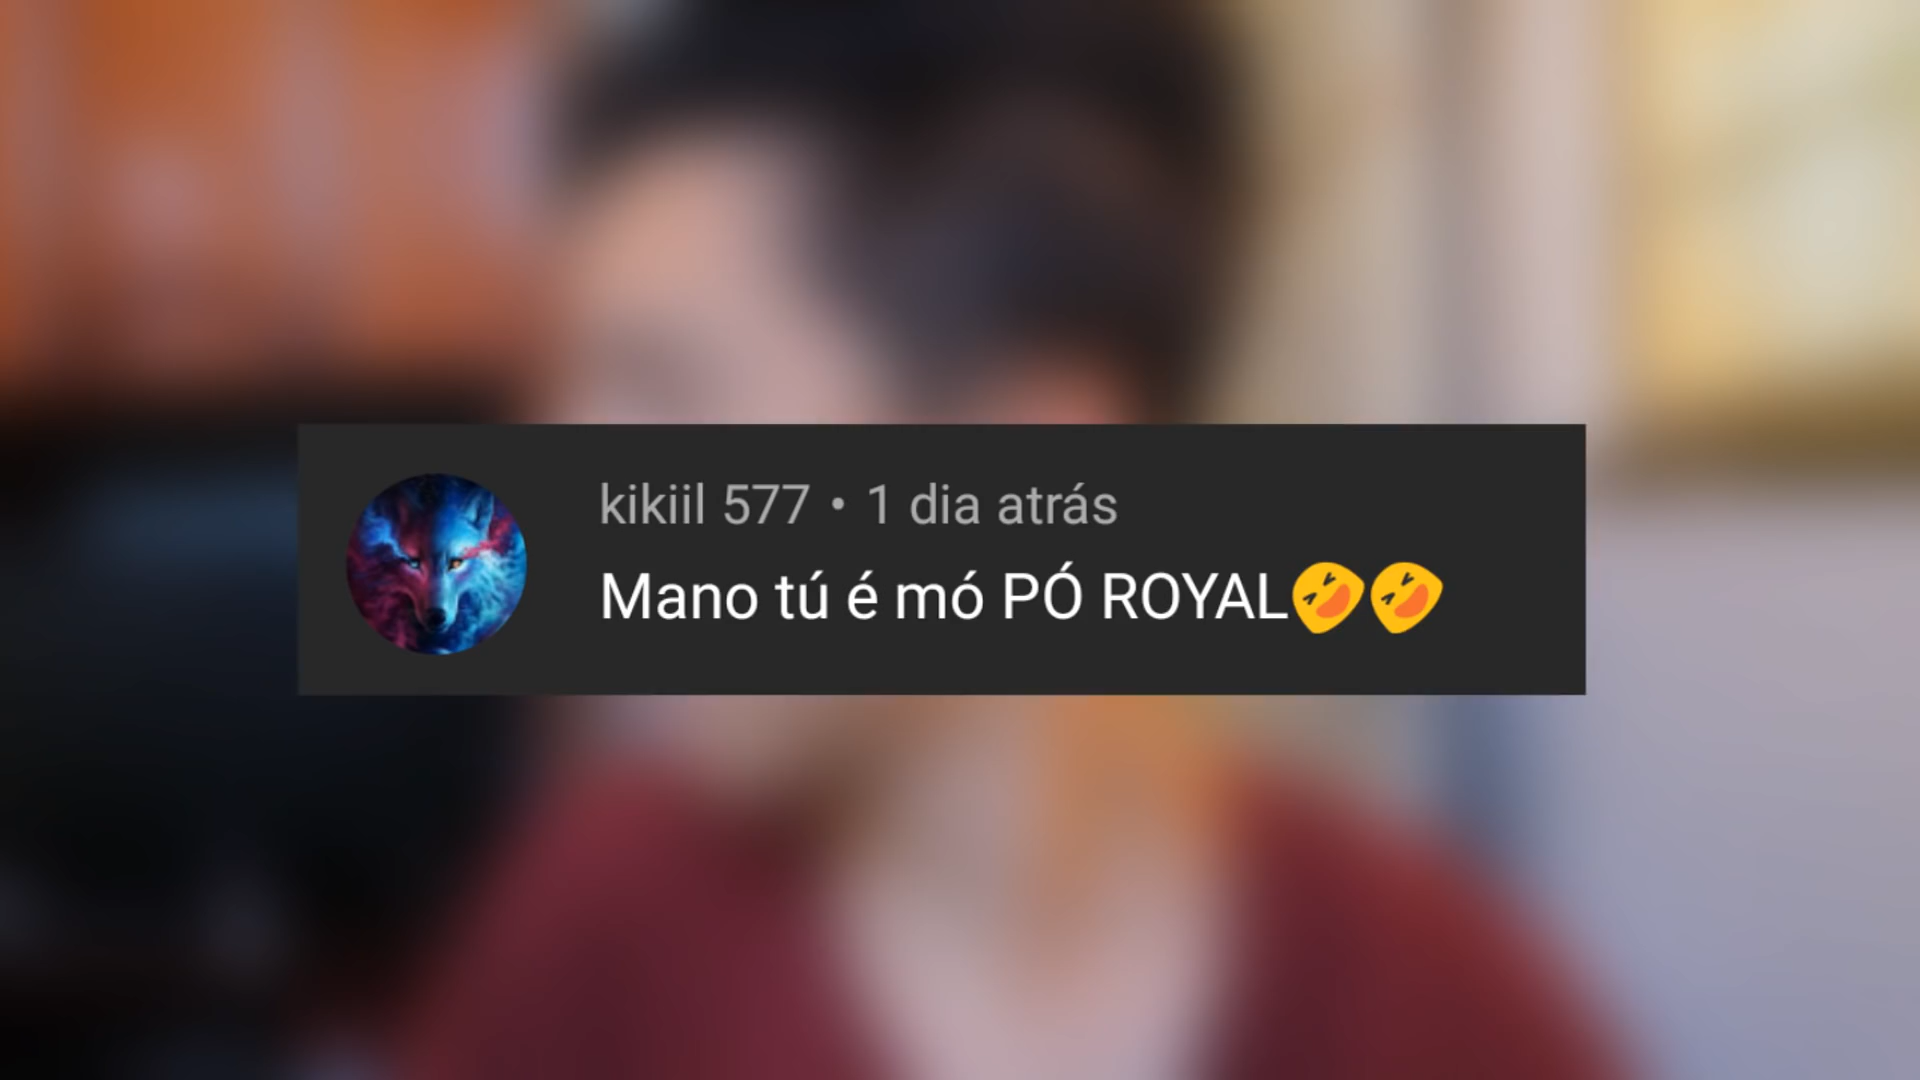 kikiil 577 • 1 dia atrás
Mano tú é mó PÓ ROYAL🤣🤣